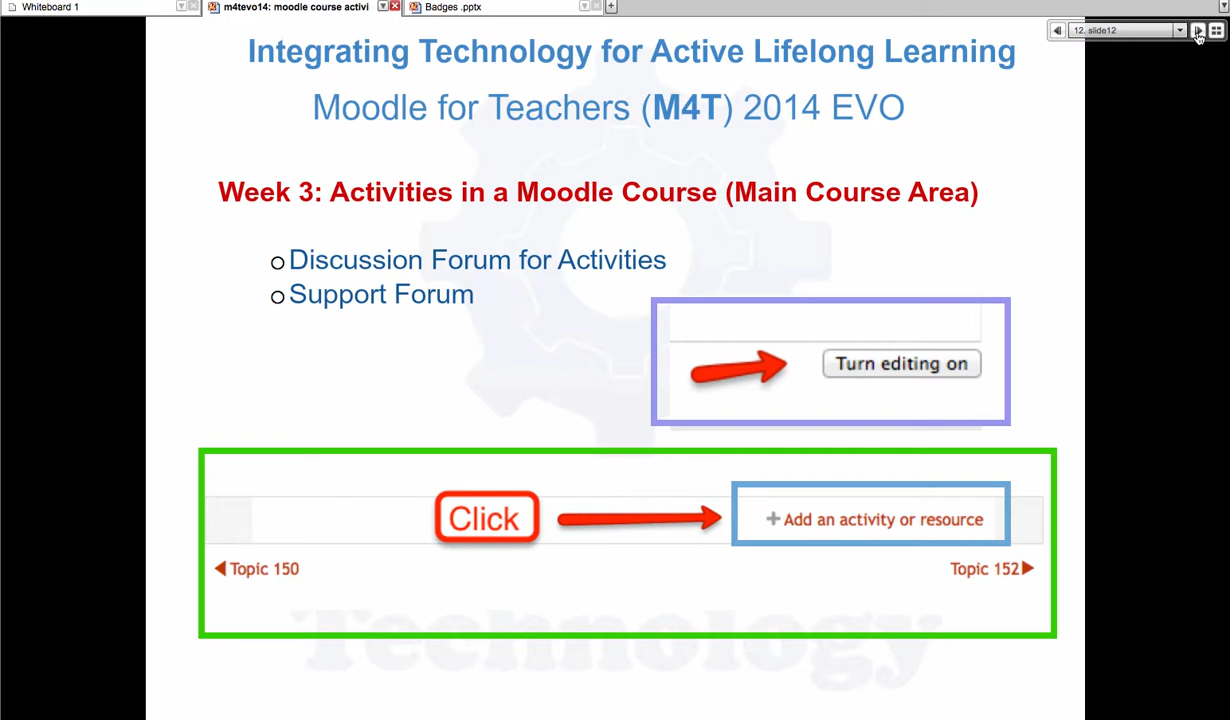 Whiteboard 1
m4tevo14: moodle course activi
Badges .pptx
12. slide12
Integrating Technology for Active Lifelong Learning
Moodle for Teachers (M4T) 2014 EVO
Week 3: Activities in a Moodle Course (Main Course Area)
Discussion Forum for Activities
Support Forum
Turn editing on
Click
Add an activity or resource
Topic 150
Topic 152
Technology